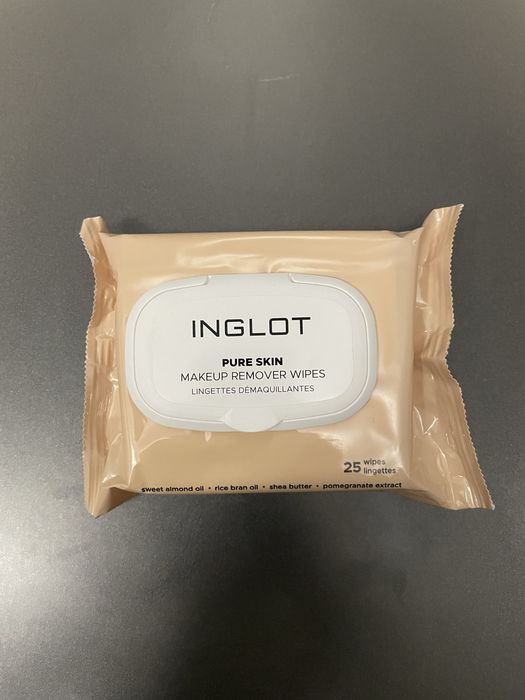 INGLOT
PURE SKIN
MAKEUP REMOVER WIPES
LINGETTES DÉMAQUILLANTES
25 wipes
lingettes
sweet almond oil • rice bran oil • shea butter • pomegranate extract